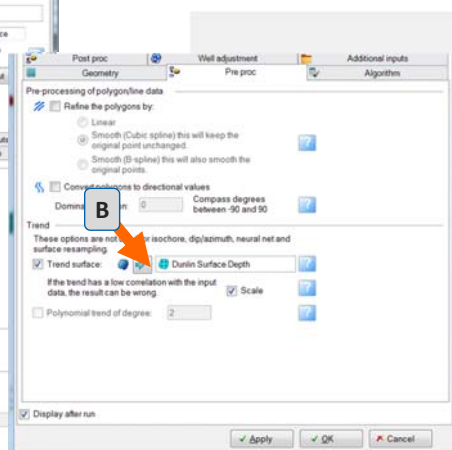 ce
Post proc
Well adjustment
Additional inputs
Geometry
Pre proc
Algorithm
Pre-processing of polygon/line data
Refine the polygons by:
Linear
Smooth (Cubic spline) this will keep the
original point unchanged.
Smooth (B-spline) this will also smooth the
original points.
Convert polygons to directional values
0
Compass degrees
between -90 and 90
B
Trend
These options are not isochore, dip/azimuth, neural net and
surface resampling.
Trend surface: Dunlin Surface Depth
If the trend has a low correlation with the input
data, the result can be wrong.
Scale
Polynomial trend of degree: 2
Display after run
Apply OK Cancel